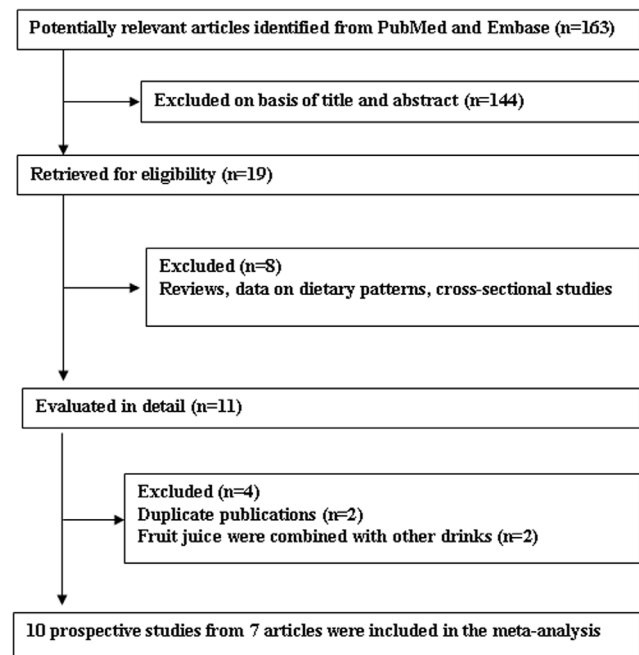 Potentially relevant articles identified from PubMed and Embase (n=163)
Excluded on basis of title and abstract (n=144)
Retrieved for eligibility (n=19)
Excluded (n=8)
Reviews, data on dietary patterns, cross-sectional studies
Evaluated in detail (n=11)
Excluded (n=4)
Duplicate publications (n=2)
Fruit juice were combined with other drinks (n=2)
10 prospective studies from 7 articles were included in the meta-analysis